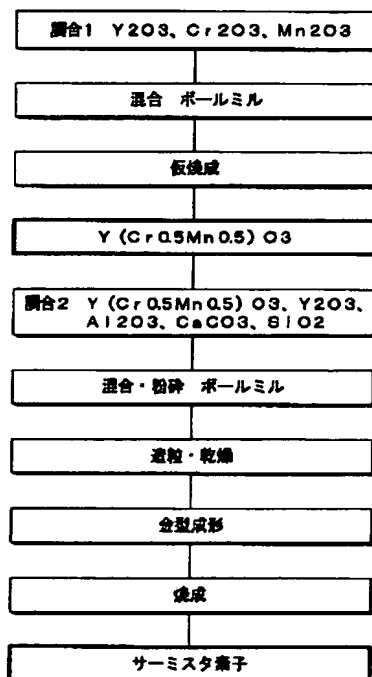 調合1 Y2O3、Cr2O3、Mn2O3
混合 ボールミル
仮焼成
Y(Cr0.5Mn0.5)O3
調合2 Y(Cr0.5Mn0.5)O3、Y2O3、
Al2O3、CaCO3、SiO2
混合・粉砕 ボールミル
造粒・乾燥
金型成形
焼成
サーミスタ素子